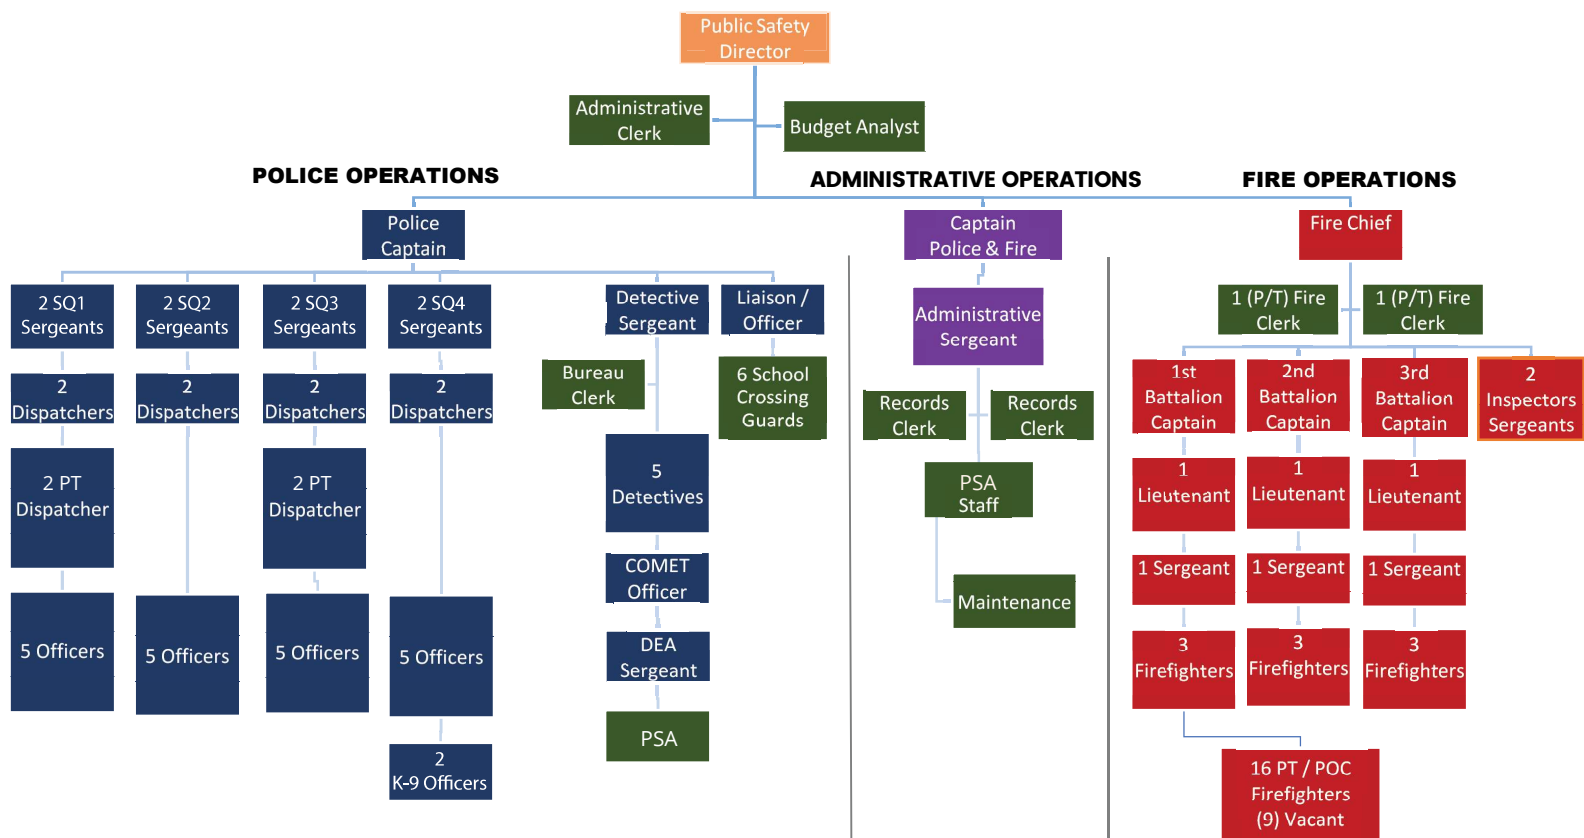 Public Safety
Director
Administrative
Clerk
Budget Analyst
POLICE OPERATIONS
ADMINISTRATIVE OPERATIONS
FIRE OPERATIONS
Police
Captain
Captain
Police & Fire
Fire Chief
2 SQ1
Sergeants
2 SQ2
Sergeants
2 SQ3
Sergeants
2 SQ4
Sergeants
Detective
Sergeant
Liaison /
Officer
Administrative
Sergeant
1 (P/T) Fire
Clerk
1 (P/T) Fire
Clerk
2
Dispatchers
2
Dispatchers
2
Dispatchers
2
Dispatchers
Bureau
Clerk
6 School
Crossing
Guards
Records
Clerk
Records
Clerk
1st
Battalion
Captain
2nd
Battalion
Captain
3rd
Battalion
Captain
2
Inspectors
Sergeants
2 PT
Dispatcher
2 PT
Dispatcher
5
Detectives
PSA
Staff
1
Lieutenant
1
Lieutenant
1
Lieutenant
COMET
Officer
Maintenance
1 Sergeant
1 Sergeant
1 Sergeant
5 Officers
5 Officers
5 Officers
5 Officers
DEA
Sergeant
3
Firefighters
3
Firefighters
3
Firefighters
PSA
2
K-9 Officers
16 PT / POC
Firefighters
(9) Vacant